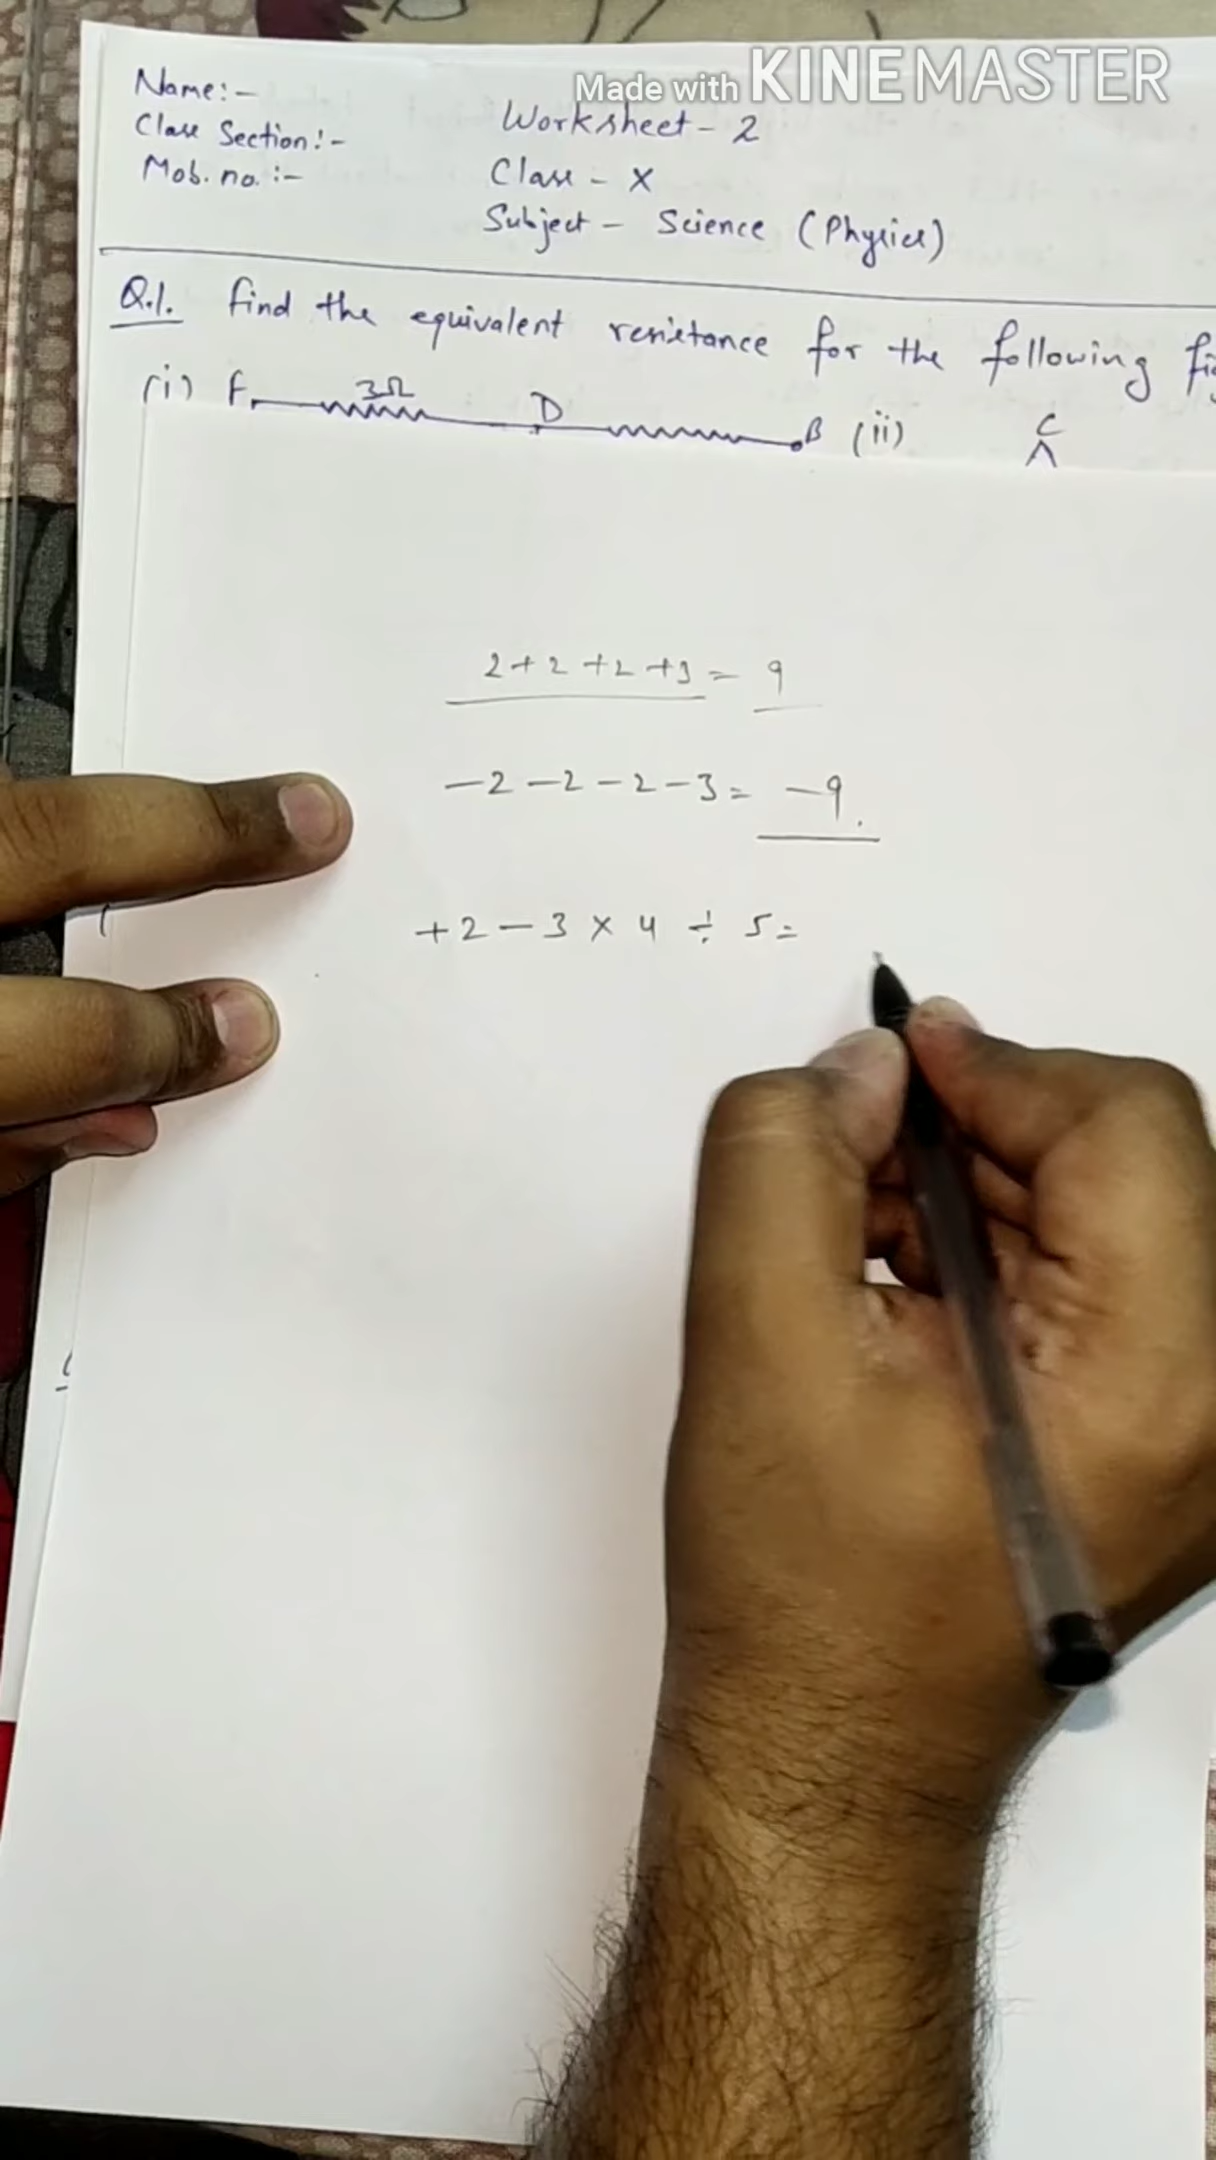 Made with KINEMASTER
Name:-
Class Section:-
Mob. no. :-
Worksheet - 2
Class - X
Subject - Science (Physics)
Q.1. find the equivalent resistance for the following
(i) F 3Ω D B (ii) C
2+2+2+3 = 9
-2-2-2-3 = -9.
+2-3×4÷5=